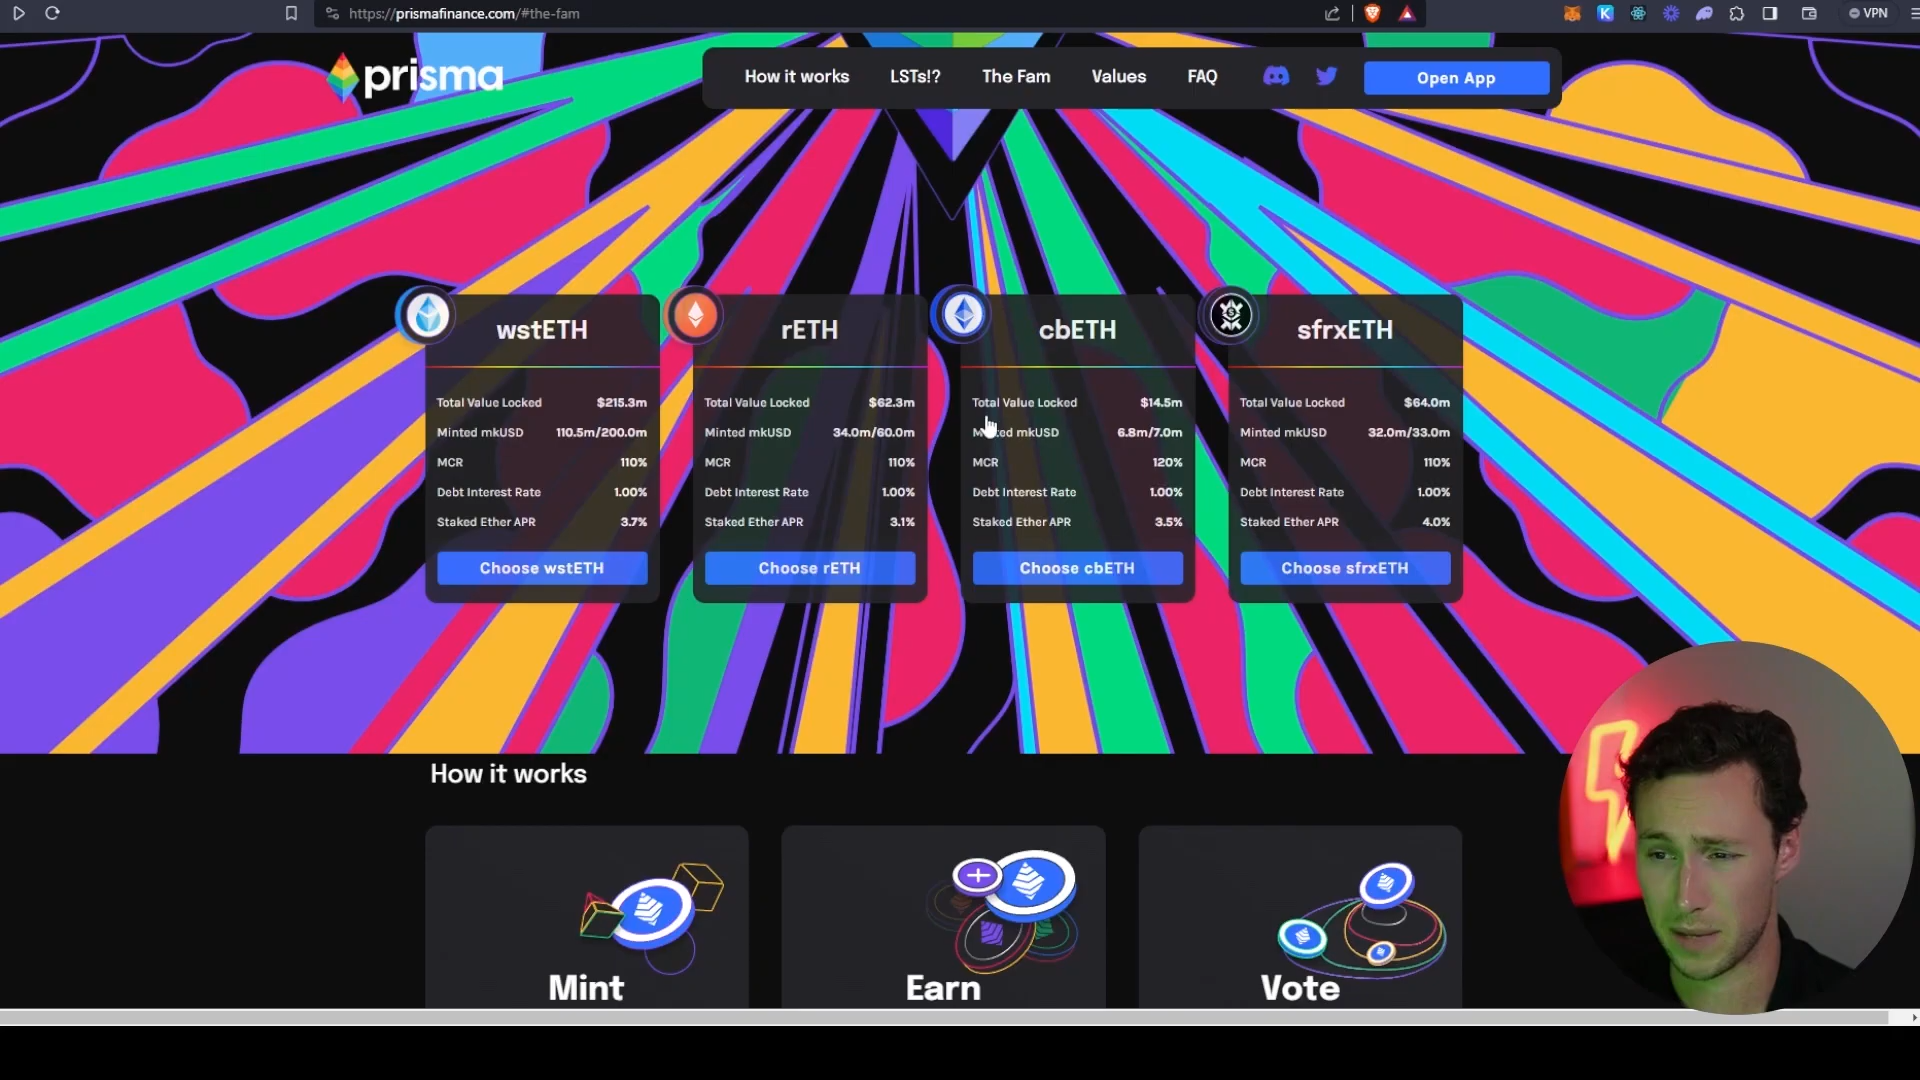 https://prismafinance.com/#the-fam
VPN
prisma
How it works LSTs!? The Fam Values FAQ Open App
wstETH
Total Value Locked $215.3m
Minted mkUSD 110.5m/200.0m
MCR 110%
Debt Interest Rate 1.00%
Staked Ether APR 3.7%
Choose wstETH
rETH
Total Value Locked $62.3m
Minted mkUSD 34.0m/60.0m
MCR 110%
Debt Interest Rate 1.00%
Staked Ether APR 3.1%
Choose rETH
cbETH
Total Value Locked $14.5m
Minted mkUSD 6.8m/7.0m
MCR 120%
Debt Interest Rate 1.00%
Staked Ether APR 3.5%
Choose cbETH
sfrxETH
Total Value Locked $64.0m
Minted mkUSD 32.0m/33.0m
MCR 110%
Debt Interest Rate 1.00%
Staked Ether APR 4.0%
Choose sfrxETH
How it works
Mint
Earn
Vote